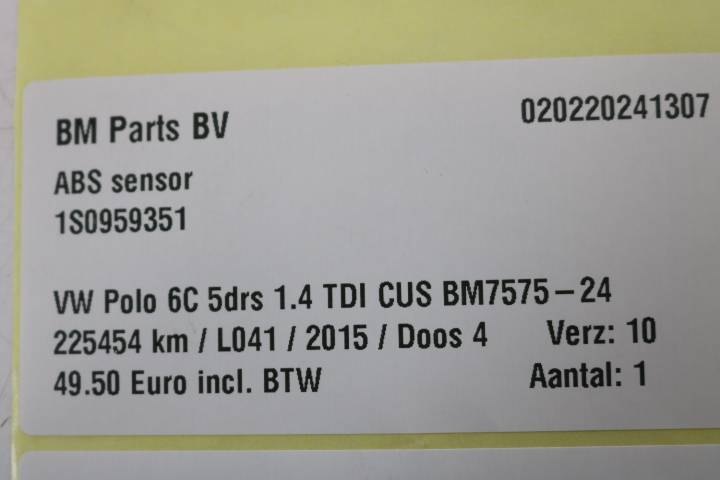 BM Parts BV 020220241307
ABS sensor
1S0959351
VW Polo 6C 5drs 1.4 TDI CUS BM7575-24
225454 km / L041 / 2015 / Doos 4 Verz: 10
49.50 Euro incl. BTW Aantal: 1